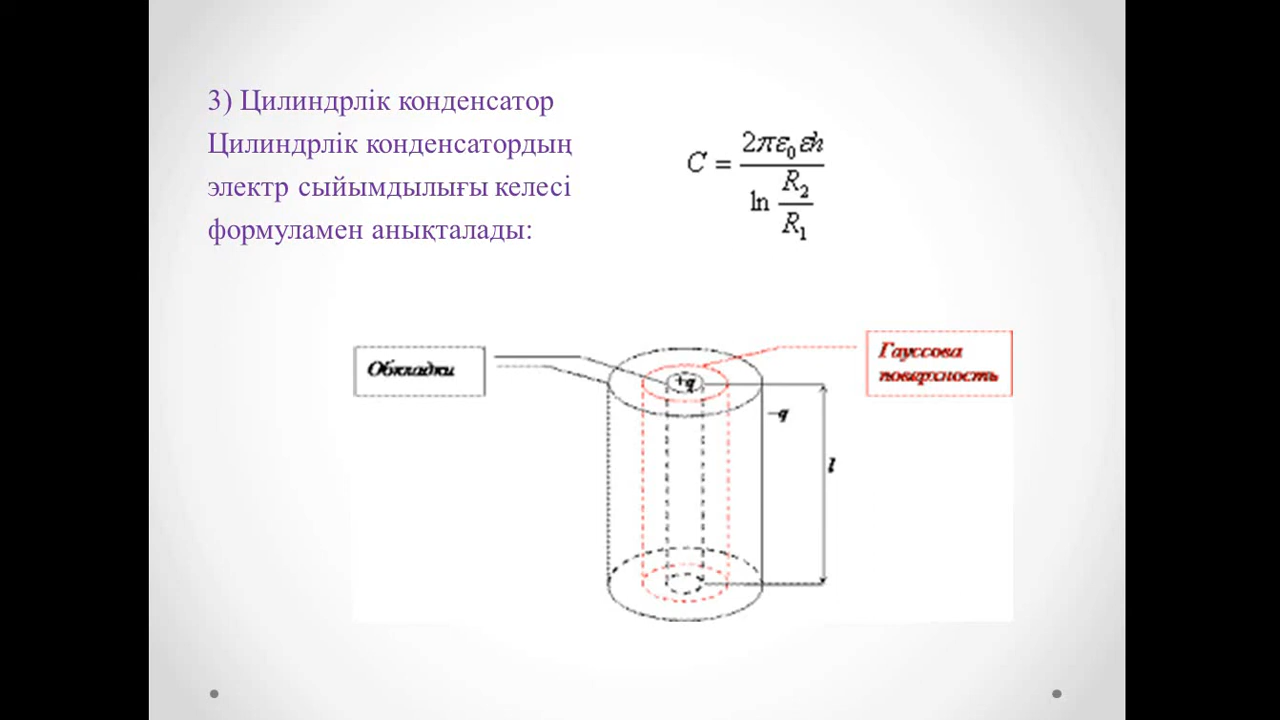 3) Цилиндрлік конденсатор
Цилиндрлік конденсатордың
электр сыйымдылығы келесі
формуламен анықталады:
C = 2πε₀εh / ln R₂/R₁
Обкладки
Гауссова
поверхность
+q
−q
l